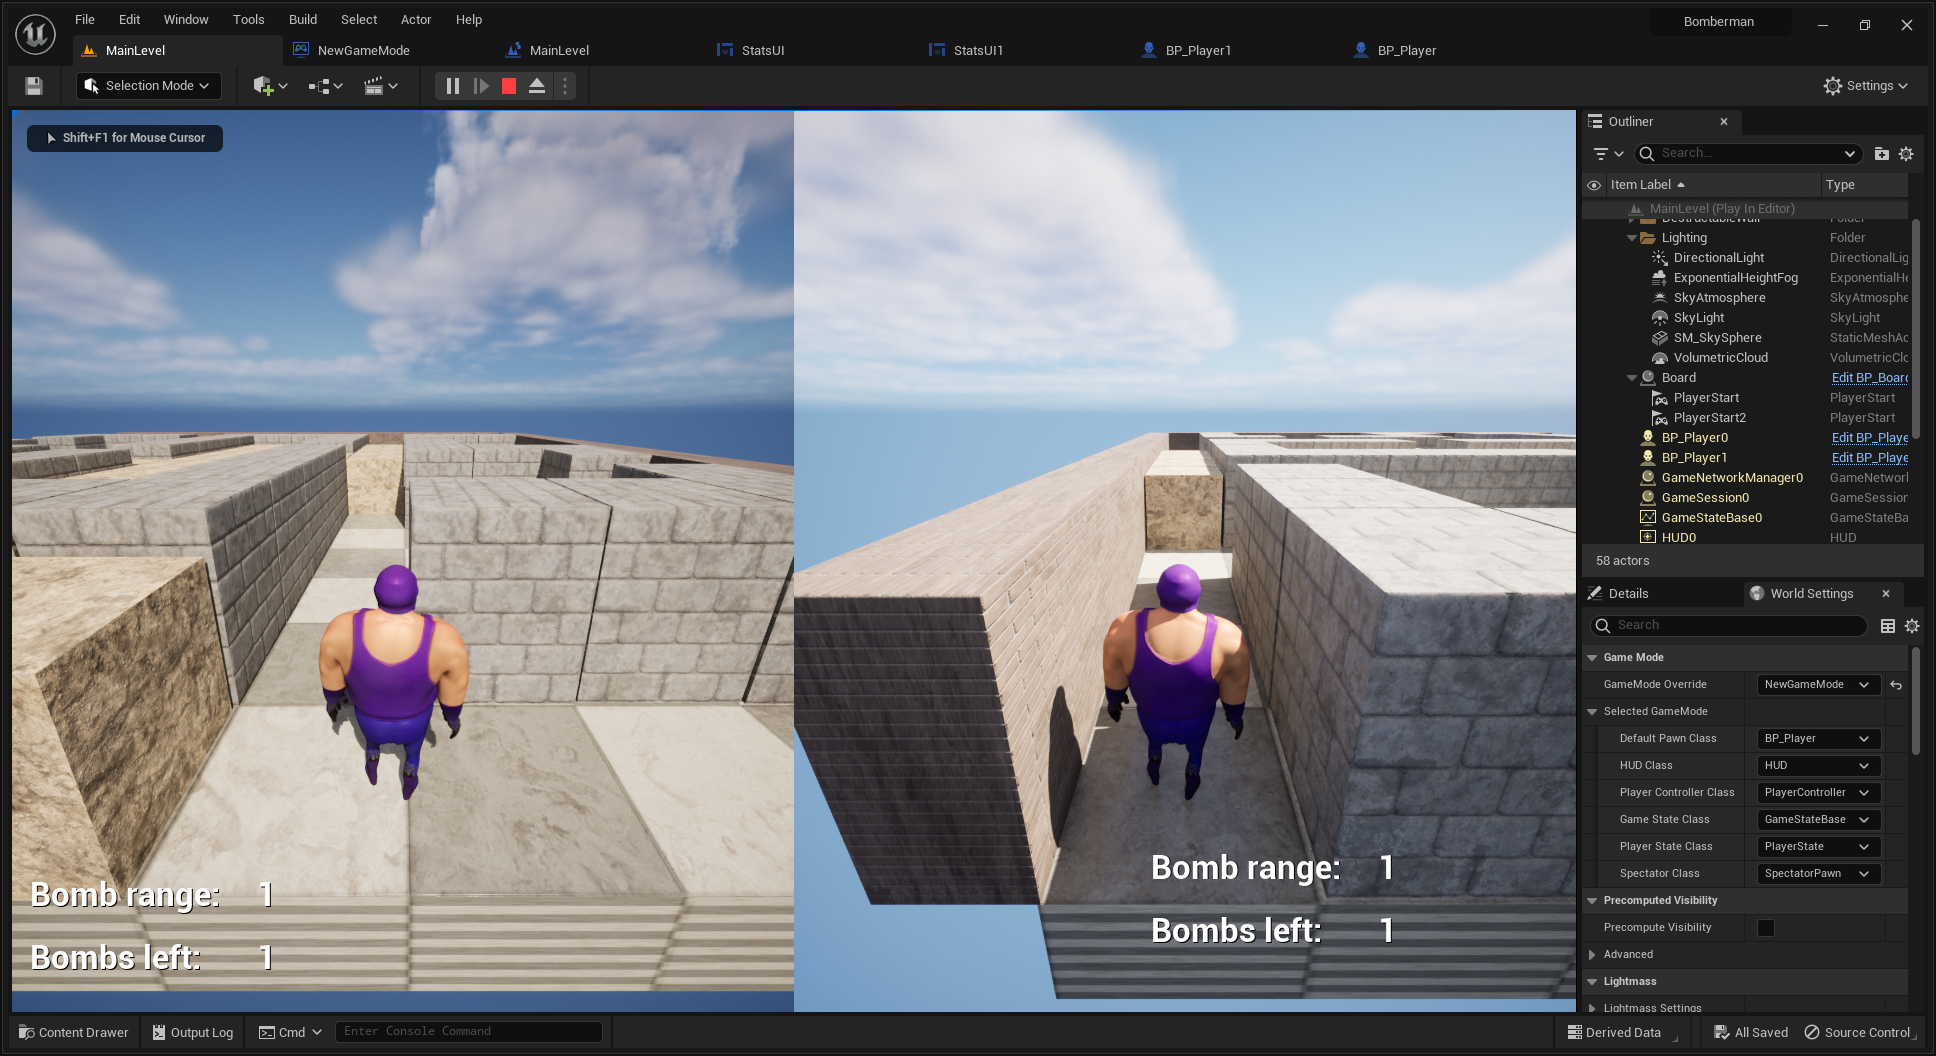 File Edit Window Tools Build Select Actor Help
Bomberman
MainLevel NewGameMode MainLevel StatsUI StatsUI1 BP_Player1 BP_Player
Selection Mode
Settings
Shift+F1 for Mouse Cursor
Bomb range: 1
Bombs left: 1
Bomb range: 1
Bombs left: 1
Outliner
Search...
Item Label Type
MainLevel (Play In Editor)
DestructableWall Folder
Lighting Folder
DirectionalLight DirectionalLig
ExponentialHeightFog ExponentialHe
SkyAtmosphere SkyAtmosphe
SkyLight SkyLight
SM_SkySphere StaticMeshAc
VolumetricCloud VolumetricClo
Board Edit BP_Board
PlayerStart PlayerStart
PlayerStart2 PlayerStart
BP_Player0 Edit BP_Playe
BP_Player1 Edit BP_Playe
GameNetworkManager0 GameNetwork
GameSession0 GameSession
GameStateBase0 GameStateBa
HUD0 HUD
58 actors
Details World Settings
Search
Game Mode
GameMode Override NewGameMode
Selected GameMode
Default Pawn Class BP_Player
HUD Class HUD
Player Controller Class PlayerController
Game State Class GameStateBase
Player State Class PlayerState
Spectator Class SpectatorPawn
Precomputed Visibility
Precompute Visibility
Advanced
Lightmass
Lightmass Settings
Content Drawer Output Log Cmd Enter Console Command
Derived Data All Saved Source Control